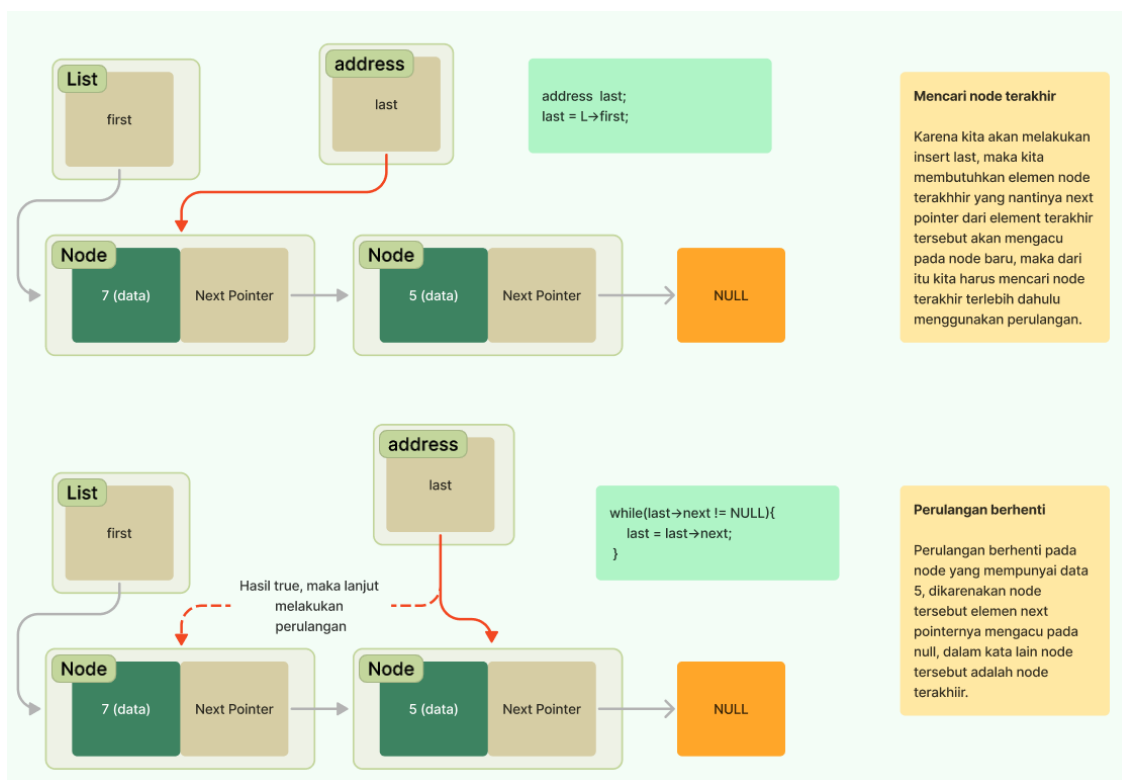 List
first
address
last
address  last;
last = L→first;
Mencari node terakhir
Karena kita akan melakukan
insert last, maka kita
membutuhkan elemen node
terakhhir yang nantinya next
pointer dari element terakhir
tersebut akan mengacu
pada node baru, maka dari
itu kita harus mencari node
terakhir terlebih dahulu
menggunakan perulangan.
Node
7 (data)
Next Pointer
Node
5 (data)
Next Pointer
NULL
List
first
address
last
while(last→next != NULL){
last = last→next;
}
Perulangan berhenti
Perulangan berhenti pada
node yang mempunyai data
5, dikarenakan node
tersebut elemen next
pointernya mengacu pada
null, dalam kata lain node
tersebut adalah node
terakhiir.
Hasil true, maka lanjut
melakukan
perulangan
Node
7 (data)
Next Pointer
Node
5 (data)
Next Pointer
NULL